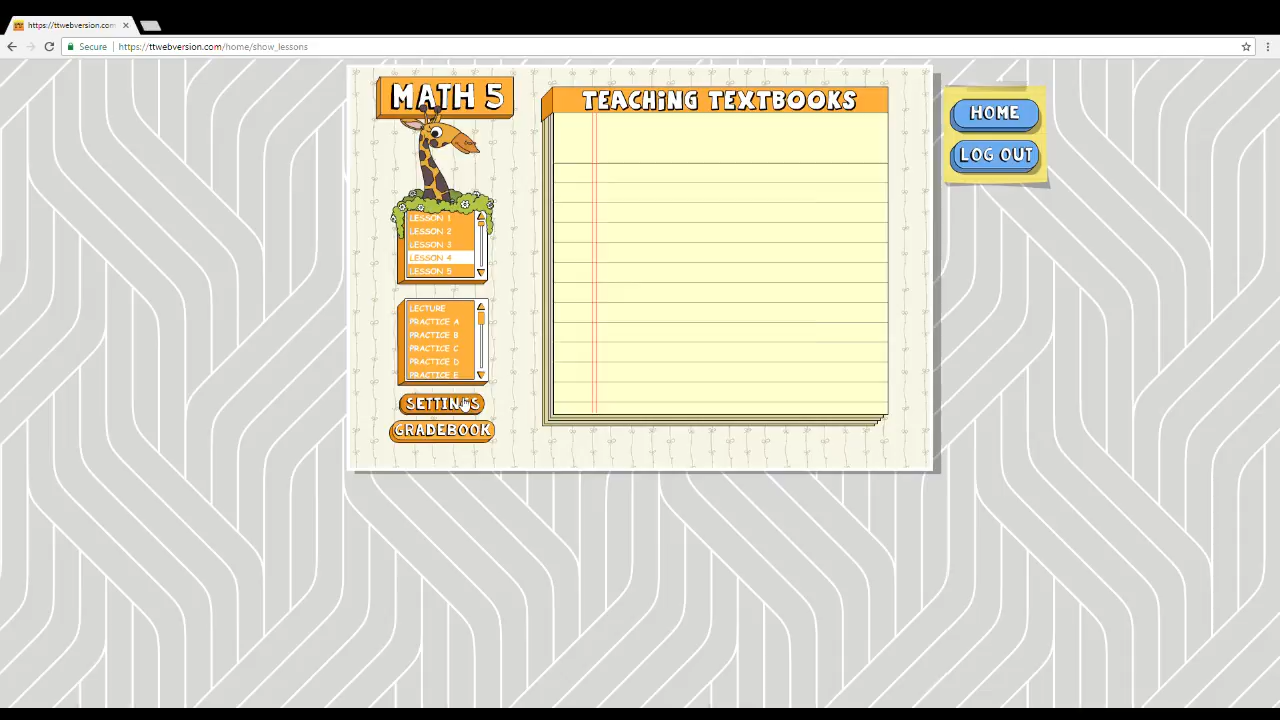 https://ttwebversion.com
Secure
https://ttwebversion.com/home/show_lessons
MATH 5
TEACHING TEXTBOOKS
HOME
LOG OUT
LESSON 1
LESSON 2
LESSON 3
LESSON 4
LESSON 5
LECTURE
PRACTICE A
PRACTICE B
PRACTICE C
PRACTICE D
PRACTICE E
SETTINGS
GRADEBOOK